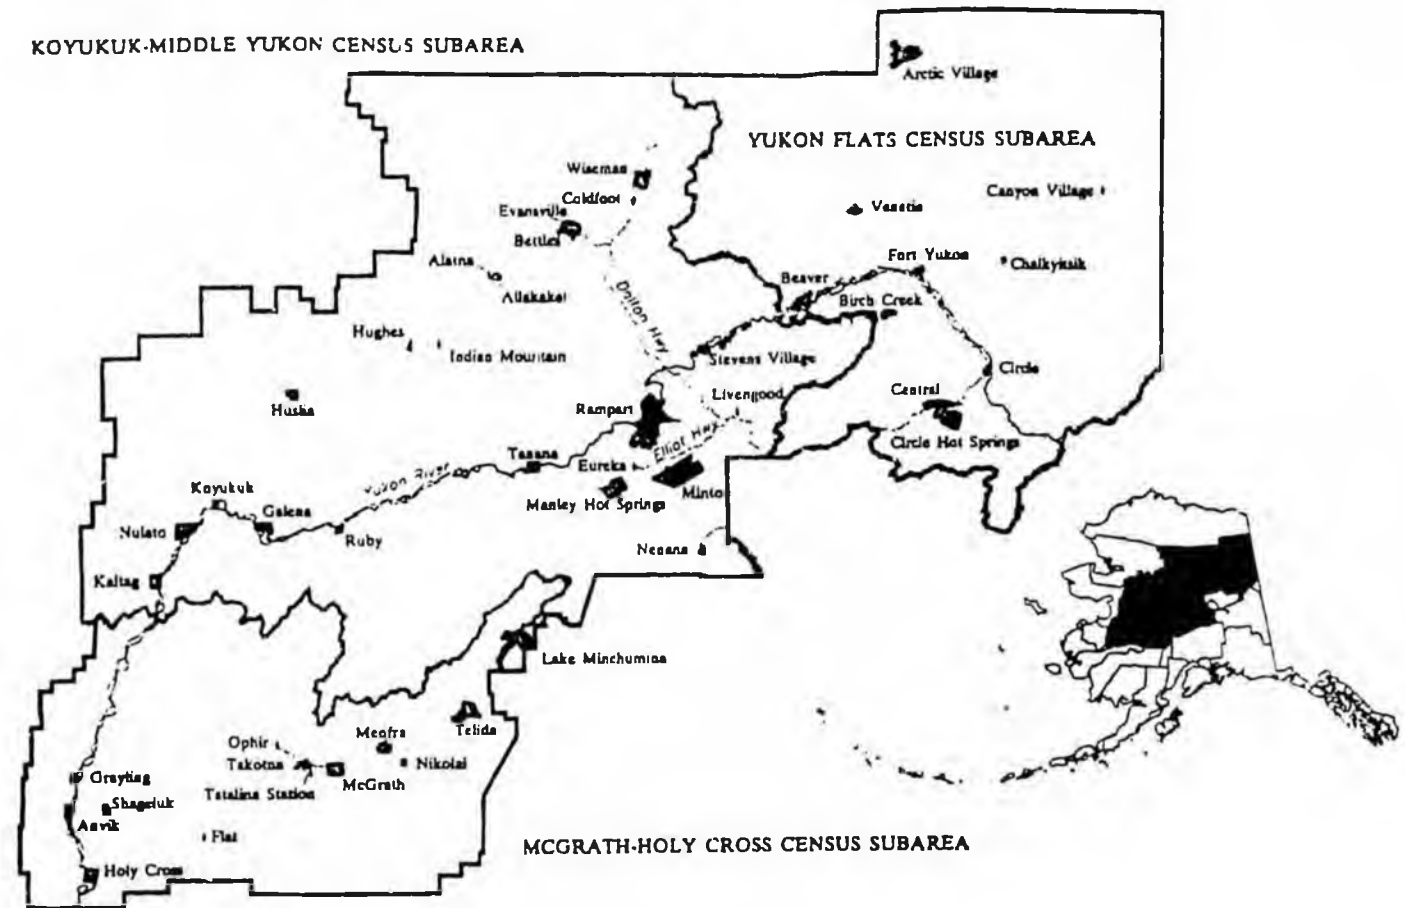 KOYUKUK-MIDDLE YUKON CENSUS SUBAREA
Arctic Village
YUKON FLATS CENSUS SUBAREA
Wiseman
Coldfoot
Canyon Village
Evansville
Venetie
Bettles
Fort Yukon
Alatna
Chalkyitsik
Beaver
Allakaket
Birch Creek
Dalton Hwy
Hughes
Indian Mountain
Stevens Village
Circle
Livengood
Central
Huslia
Rampart
Elliot Hwy
Circle Hot Springs
Tanana
Eureka
Yukon River
Minto
Koyukuk
Manley Hot Springs
Galena
Nulato
Ruby
Nenana
Kaltag
Lake Minchumina
Telida
Medfra
Ophir
Takotna
Nikolai
McGrath
Tatalina Station
Grayling
Shageluk
Anvik
Flat
MCGRATH-HOLY CROSS CENSUS SUBAREA
Holy Cross